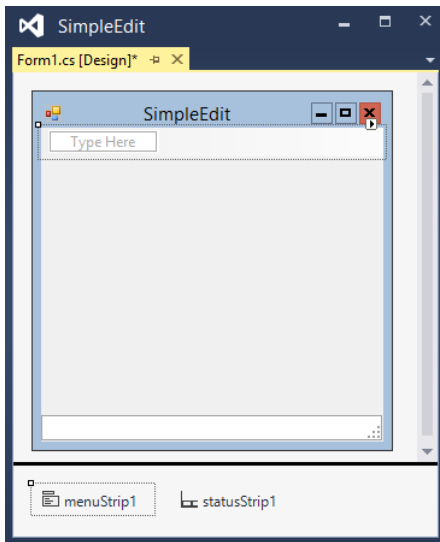 SimpleEdit
Form1.cs [Design]*
SimpleEdit
Type Here
menuStrip1 statusStrip1